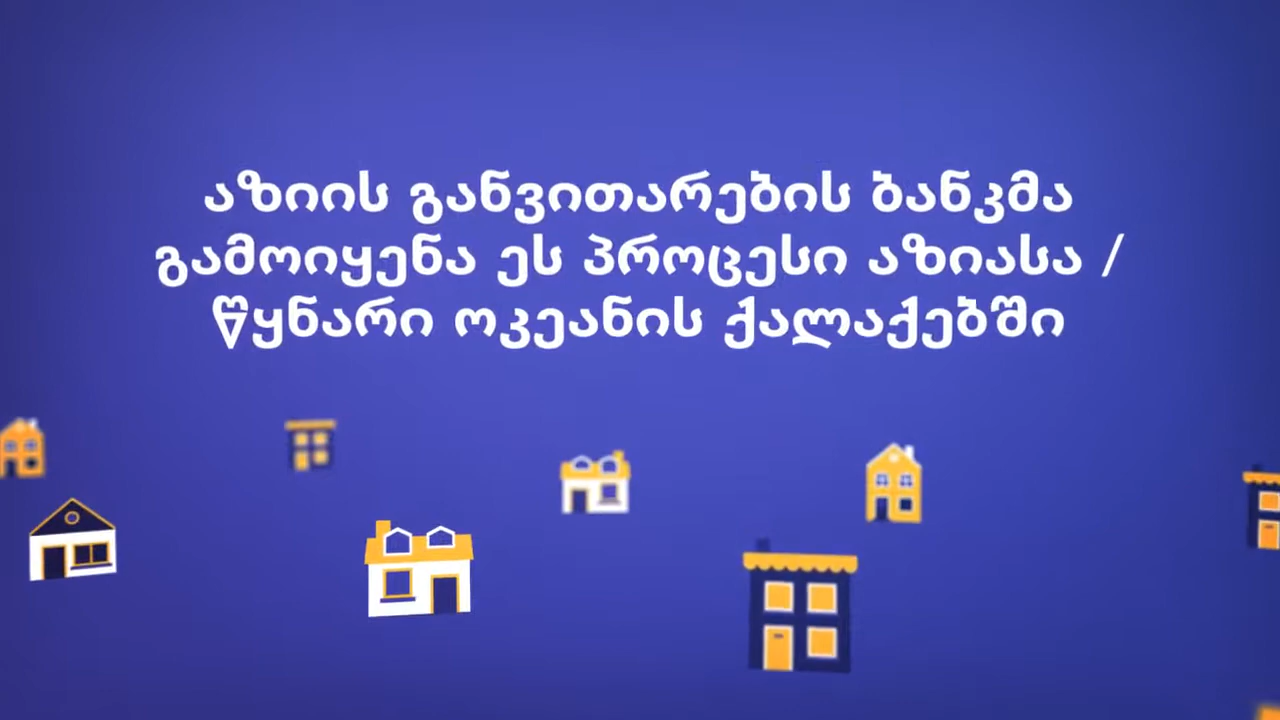 აზიის განვითარების ბანკმა
გამოიყენა ეს პროცესი აზიასა /
წყნარი ოკეანის ქალაქებში